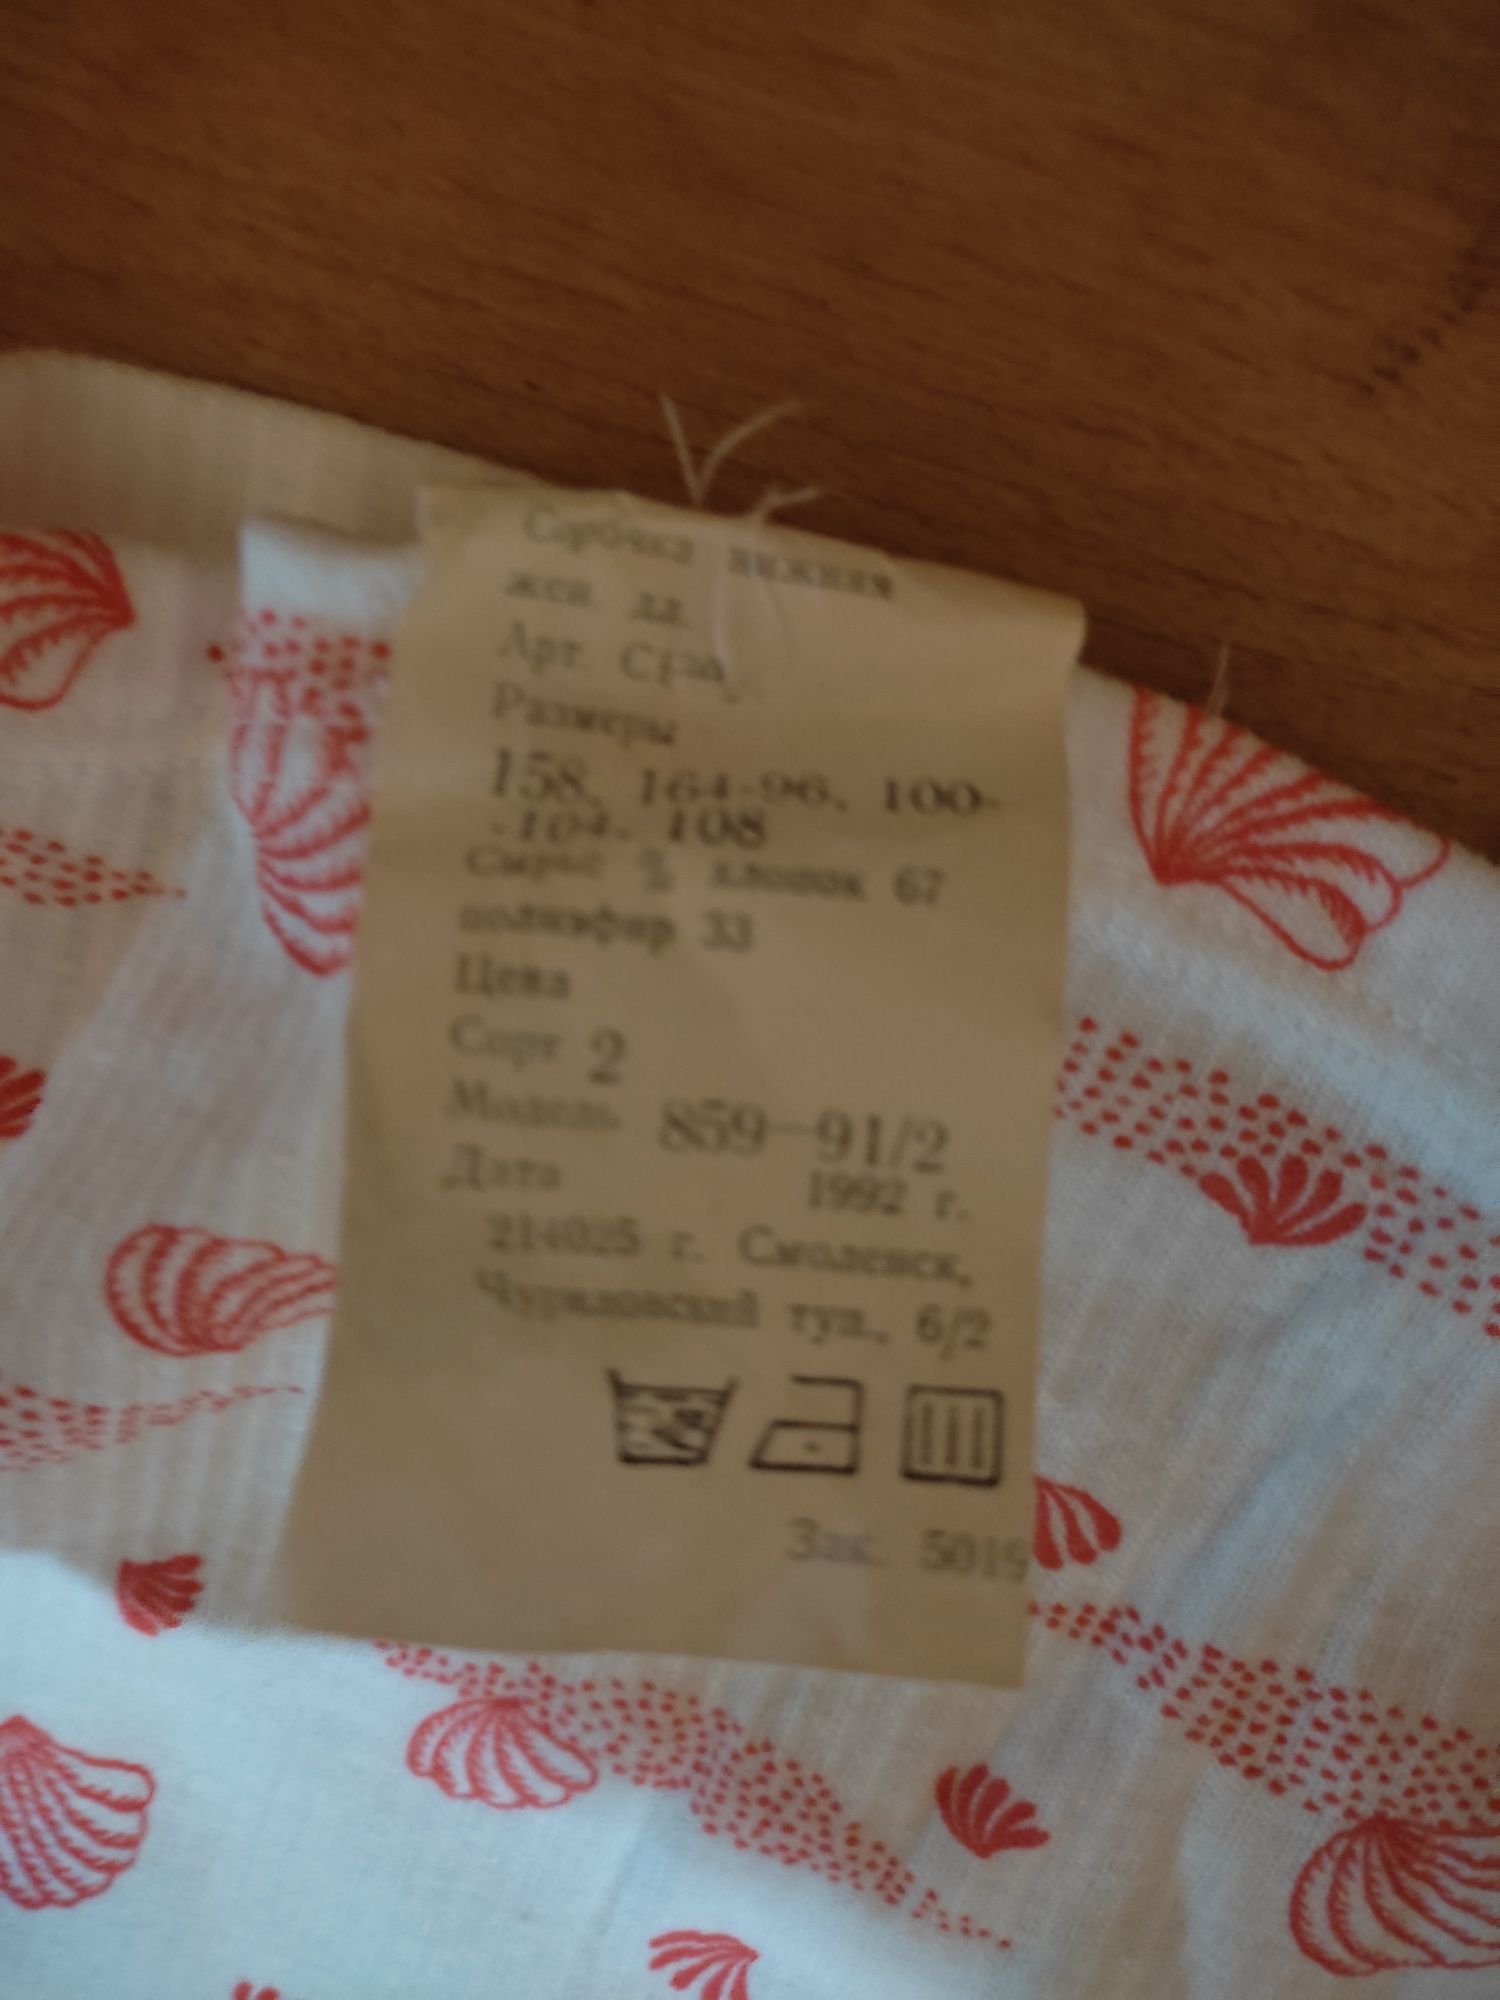 Сорочка нижняя
жен. дл.
Арт.
Размеры
158, 164-96, 100-
-104, 108
Сырье % хлопок 67
полиэфир 33
Цена
Сорт 2
Модель 859—91/2
Дата 1992 г.
214025 г. Смоленск,
Чуриловский туп., 6/2
Зак. 5019